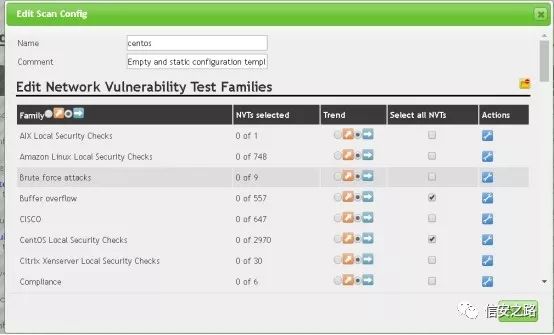 Edit Scan Config
Name centos
Comment Empty and static configuration templ
Edit Network Vulnerability Test Families
Family NVTs selected Trend Select all NVTs Actions
AIX Local Security Checks 0 of 1
Amazon Linux Local Security Checks 0 of 748
Brute force attacks 0 of 9
Buffer overflow 0 of 557
CISCO 0 of 647
CentOS Local Security Checks 0 of 2970
Citrix Xenserver Local Security Checks 0 of 30
Compliance 0 of 6
信安之路